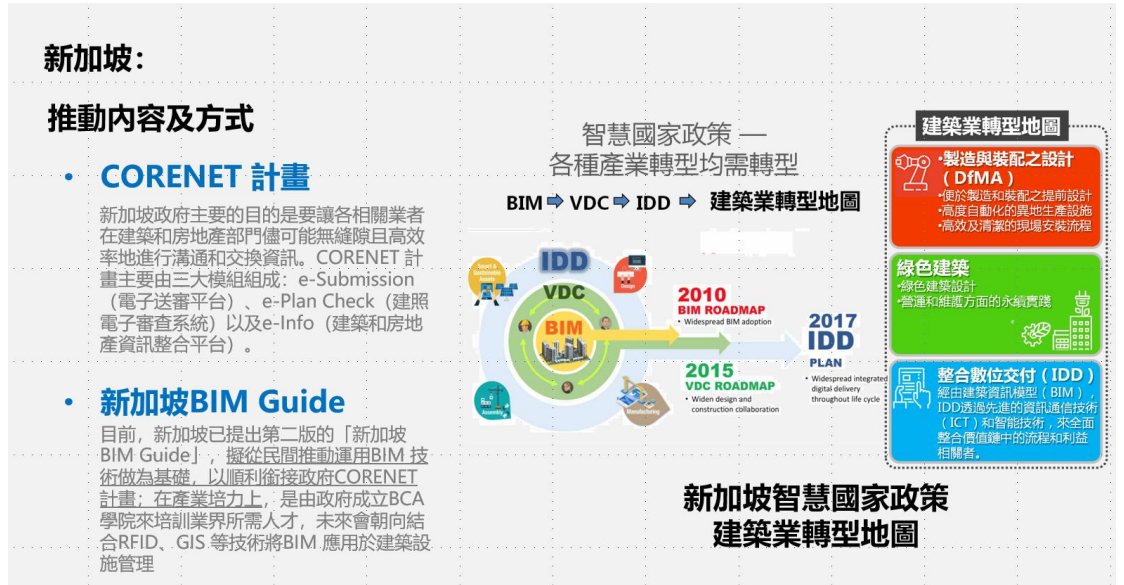 新加坡：
推動內容及方式
• CORENET 計畫
新加坡政府主要的目的是要讓各相關業者
在建築和房地產部門儘可能無縫隙且高效
率地進行溝通和交換資訊。CORENET 計
畫主要由三大模組組成：e-Submission
（電子送審平台）、e-Plan Check（建照
電子審查系統）以及e-Info（建築和房地
產資訊整合平台）。
• 新加坡BIM Guide
目前，新加坡已提出第二版的「新加坡
BIM Guide」，擬從民間推動運用BIM 技
術做為基礎，以順利銜接政府CORENET
計畫；在產業培力上，是由政府成立BCA
學院來培訓業界所需人才，未來會朝向結
合RFID、GIS 等技術將BIM 應用於建築設
施管理
智慧國家政策 —
各種產業轉型均需轉型
BIM ➡ VDC ➡ IDD ➡ 建築業轉型地圖
IDD
VDC
BIM
Smart &
Sustainable
Assets
Design
Assembly
Manufacturing
2010
BIM ROADMAP
• Widespread BIM adoption
2015
VDC ROADMAP
• Widen design and
construction collaboration
2017
IDD
PLAN
• Widespread integrated
digital delivery
throughout life cycle
建築業轉型地圖
•製造與裝配之設計
（DfMA）
•便於製造和裝配之提前設計
•高度自動化的異地生產設施
•高效及清潔的現場安裝流程
綠色建築
•綠色建築設計
•營運和維護方面的永續實踐
整合數位交付（IDD）
經由建築資訊模型（BIM），
IDD透過先進的資訊通信技術
（ICT）和智能技術，來全面
整合價值鏈中的流程和利益
相關者。
新加坡智慧國家政策
建築業轉型地圖